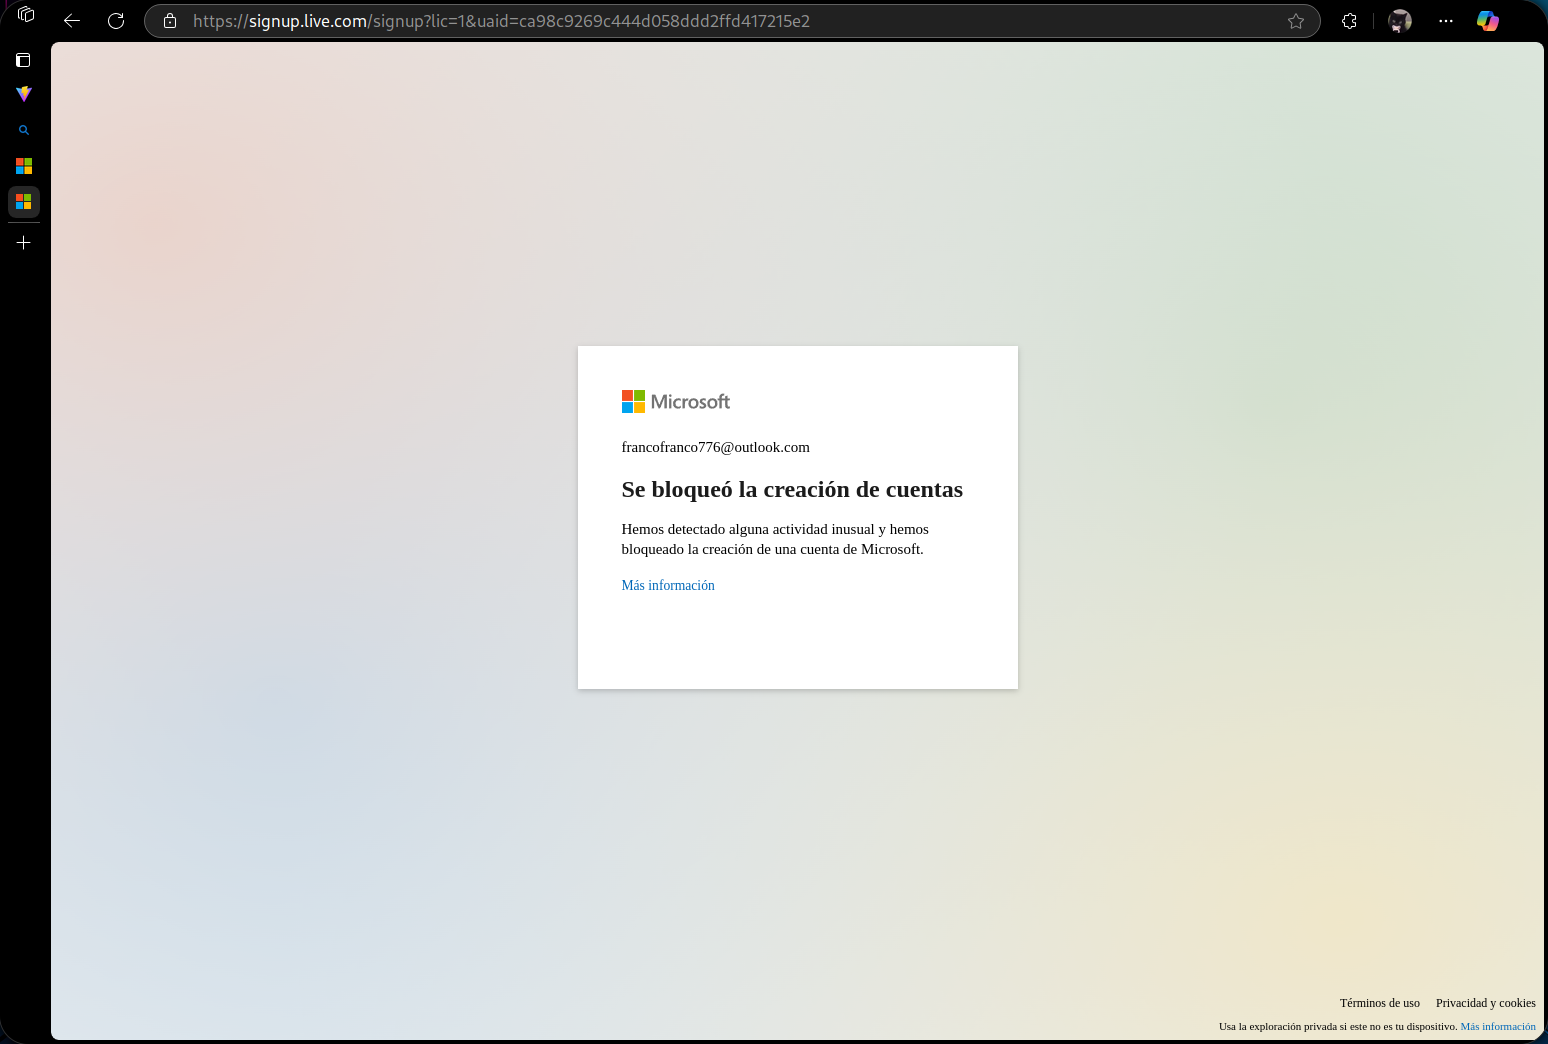 https://signup.live.com/signup?lic=1&uaid=ca98c9269c444d058ddd2ffd417215e2
Microsoft
francofranco776@outlook.com
Se bloqueó la creación de cuentas
Hemos detectado alguna actividad inusual y hemos
bloqueado la creación de una cuenta de Microsoft.
Más información
Términos de uso Privacidad y cookies
Usa la exploración privada si este no es tu dispositivo. Más información